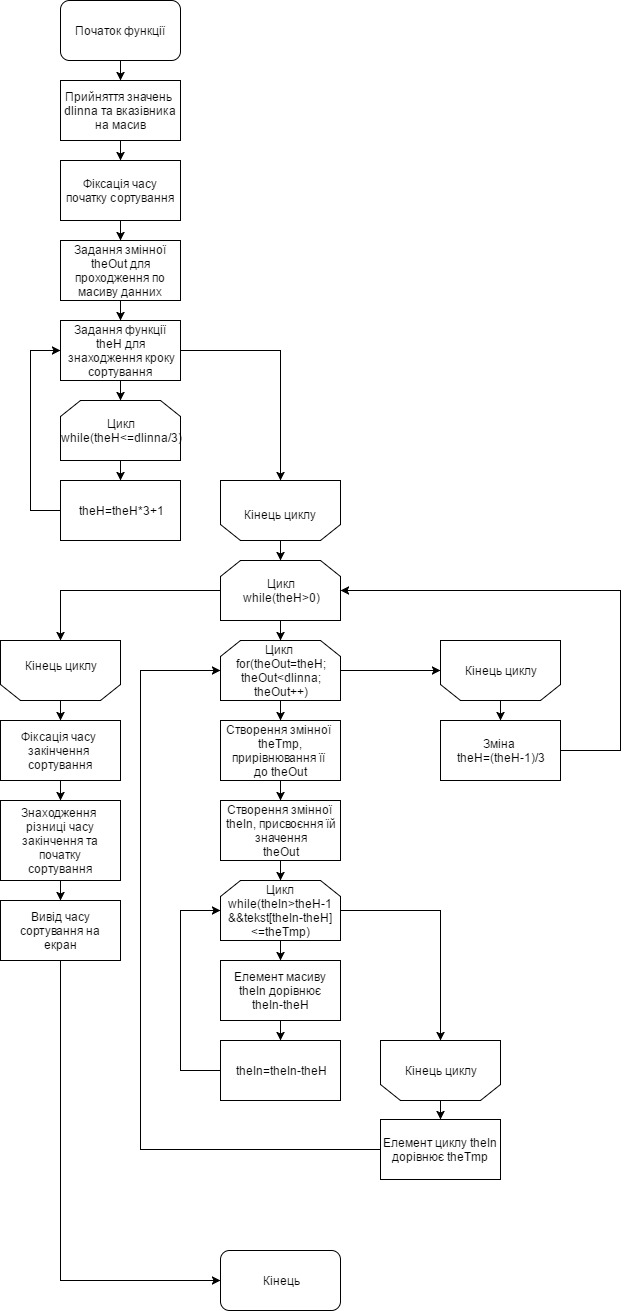 Початок функції
Прийняття значень
dlinna та вказівника
на масив
Фіксація часу
початку сортування
Задання змінної
theOut для
проходження по
масиву данних
Задання функції
theH для
знаходження кроку
сортування
Цикл
while(theH<=dlinna/3)
theH=theH*3+1
Кінець циклу
Цикл
while(theH>0)
Кінець циклу
Цикл
for(theOut=theH;
theOut<dlinna;
theOut++)
Кінець циклу
Фіксація часу
закінчення
сортування
Створення змінної
theTmp,
прирівнювання її
до theOut
Зміна
theH=(theH-1)/3
Знаходження
різниці часу
закінчення та
початку
сортування
Створення змінної
theIn, присвоєння їй
значення
theOut
Вивід часу
сортування на
екран
Цикл
while(theIn>theH-1
&&tekst[theIn-theH]
<=theTmp)
Елемент масиву
theIn дорівнює
theIn-theH
theIn=theIn-theH
Кінець циклу
Елемент циклу theIn
дорівнює theTmp
Кінець